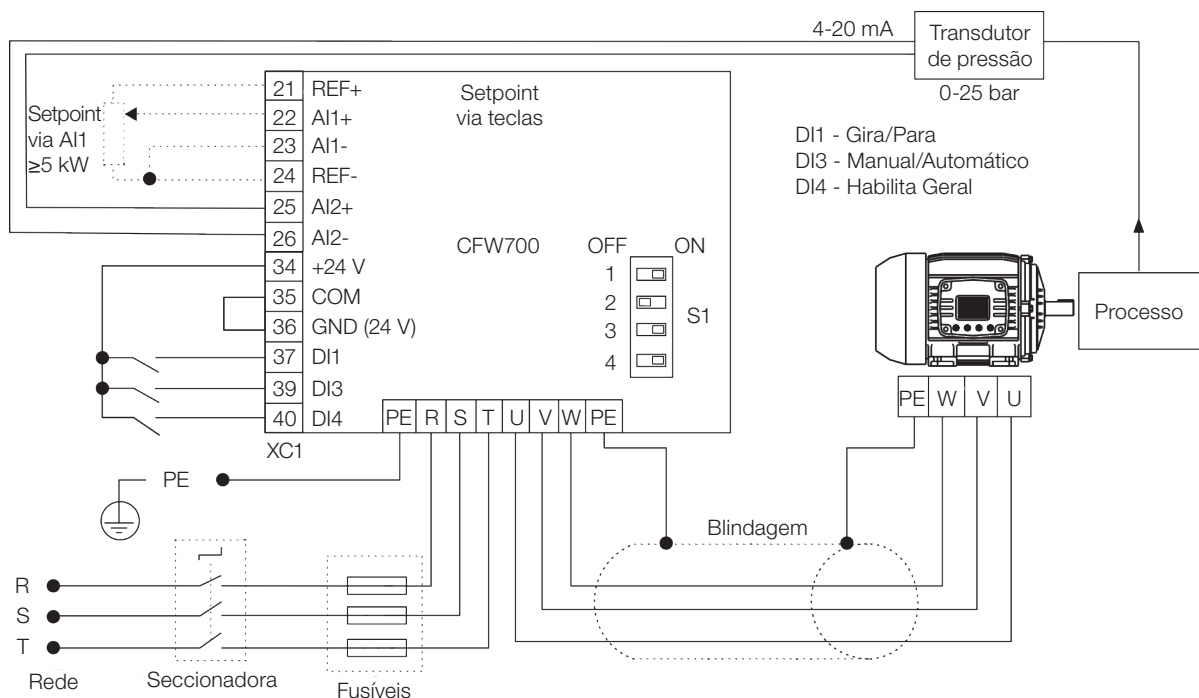 4-20 mA
Transdutor
de pressão
0-25 bar
Setpoint
via AI1
≥5 kW
21 REF+
22 AI1+
23 AI1-
24 REF-
25 AI2+
26 AI2-
34 +24 V
35 COM
36 GND (24 V)
37 DI1
39 DI3
40 DI4
XC1
Setpoint
via teclas
CFW700
OFF ON
1
2
3
4
S1
DI1 - Gira/Para
DI3 - Manual/Automático
DI4 - Habilita Geral
Processo
PE W V U
PE R S T U V W PE
PE
Blindagem
R
S
T
Rede
Seccionadora
Fusíveis